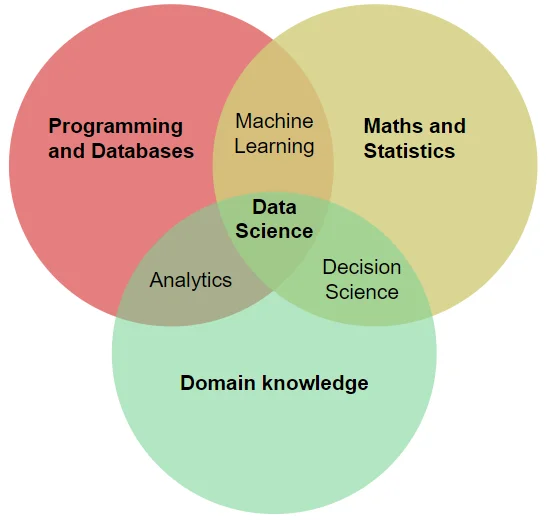 Programming
and Databases
Machine
Learning
Maths and
Statistics
Data
Science
Analytics
Decision
Science
Domain knowledge